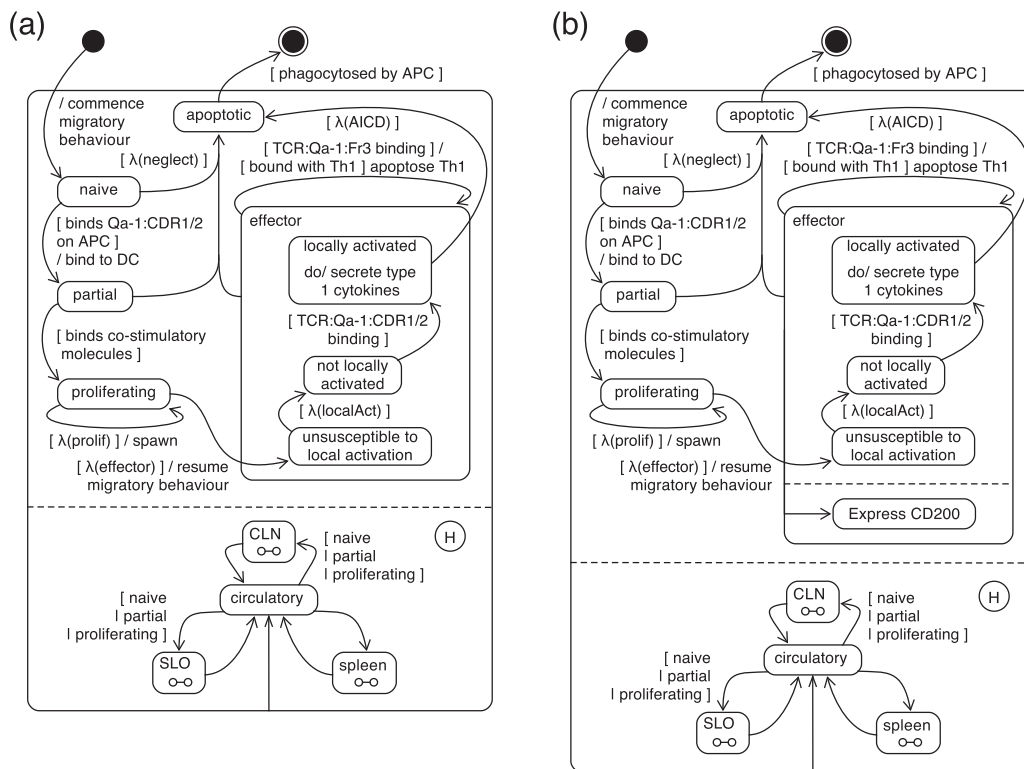 (a)
[ phagocytosed by APC ]
/ commence
migratory
behaviour
apoptotic
[ λ(AICD) ]
[ λ(neglect) ]
[ TCR:Qa-1:Fr3 binding ] /
[ bound with Th1 ] apoptose Th1
naive
effector
[ binds Qa-1:CDR1/2
on APC ]
/ bind to DC
locally activated
do/ secrete type
1 cytokines
partial
[ TCR:Qa-1:CDR1/2
binding ]
[ binds co-stimulatory
molecules ]
not locally
activated
proliferating
[ λ(localAct) ]
[ λ(prolif) ] / spawn
unsusceptible to
local activation
[ λ(effector) ] / resume
migratory behaviour
H
CLN
[ naive
I partial
I proliferating ]
circulatory
[ naive
I partial
I proliferating ]
SLO
spleen
(b)
[ phagocytosed by APC ]
/ commence
migratory
behaviour
apoptotic
[ λ(AICD) ]
[ λ(neglect) ]
[ TCR:Qa-1:Fr3 binding ] /
[ bound with Th1 ] apoptose Th1
naive
effector
[ binds Qa-1:CDR1/2
on APC ]
/ bind to DC
locally activated
do/ secrete type
1 cytokines
partial
[ TCR:Qa-1:CDR1/2
binding ]
[ binds co-stimulatory
molecules ]
not locally
activated
proliferating
[ λ(localAct) ]
[ λ(prolif) ] / spawn
unsusceptible to
local activation
[ λ(effector) ] / resume
migratory behaviour
Express CD200
H
CLN
[ naive
I partial
I proliferating ]
circulatory
[ naive
I partial
I proliferating ]
SLO
spleen